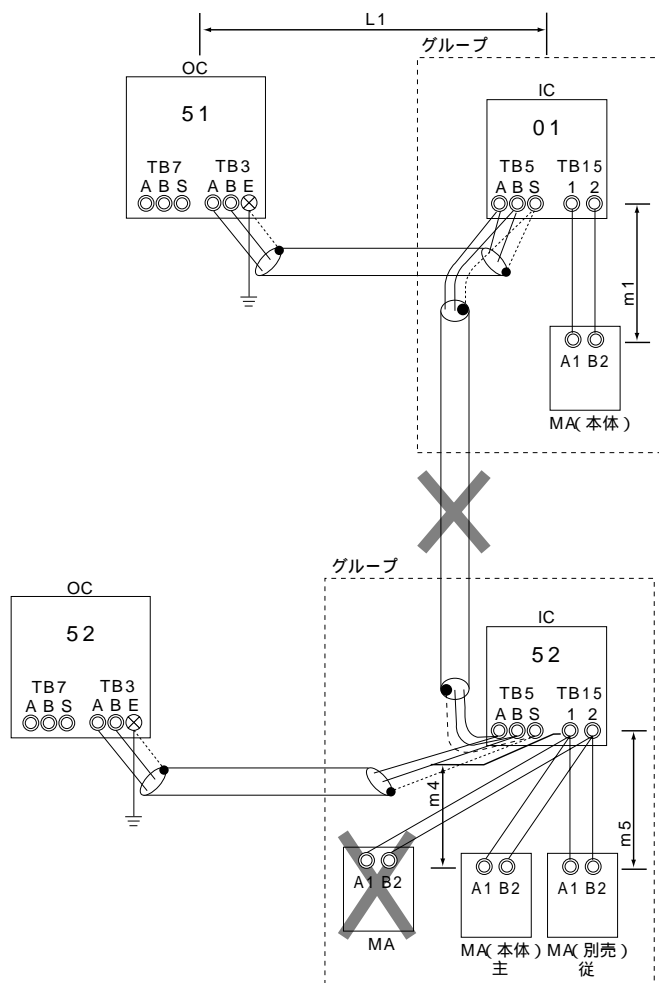 L1
グループ
OC
IC
51
01
TB7 TB3
A B S A B E
TB5 TB15
A B S 1 2
m1
A1 B2
MA(本体)
グループ
OC
IC
52
52
TB7 TB3
A B S A B E
TB5 TB15
A B S 1 2
m4
m5
A1 B2
A1 B2
A1 B2
MA
MA(本体)
主
MA(別売)
従